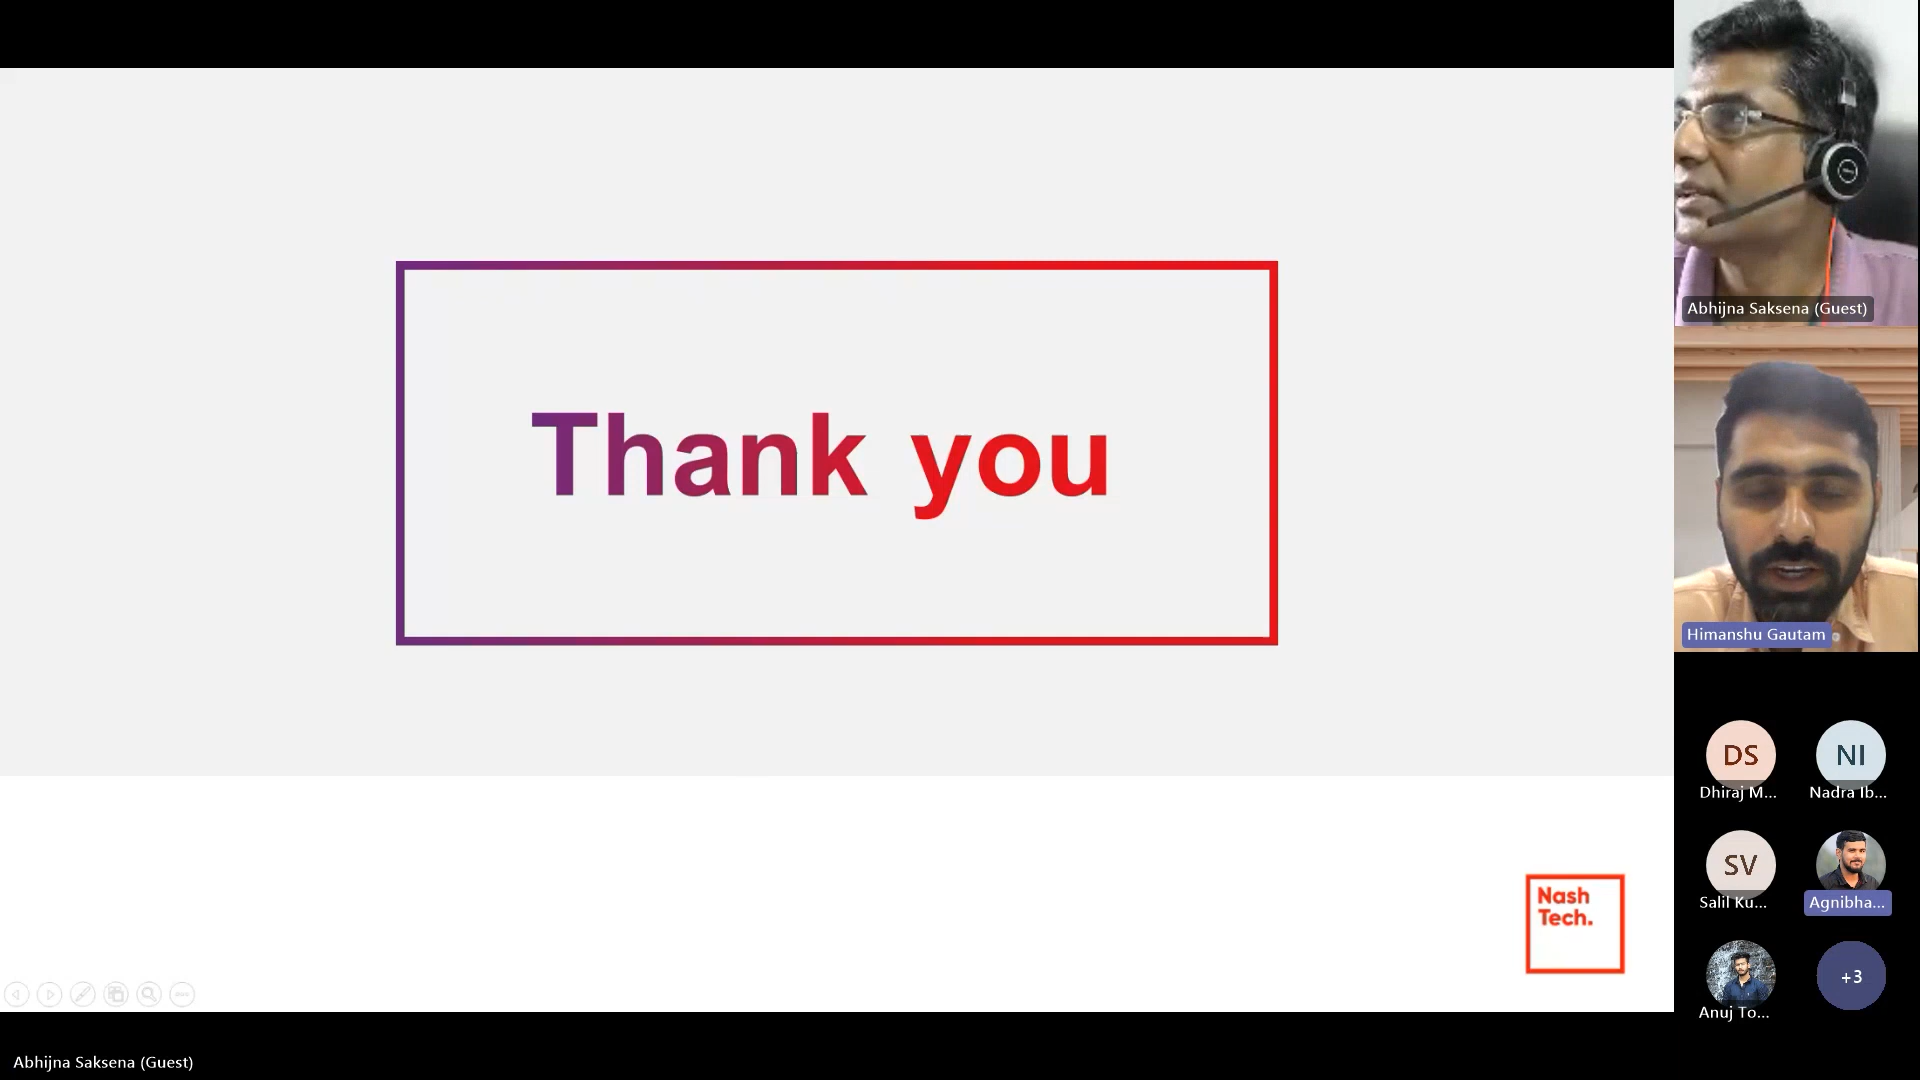 Thank you
Nash
Tech.
Abhijna Saksena (Guest)
Himanshu Gautam
DS
NI
Dhiraj M...
Nadra Ib...
SV
Salil Ku...
Agnibha...
+3
Anuj To...
Abhijna Saksena (Guest)